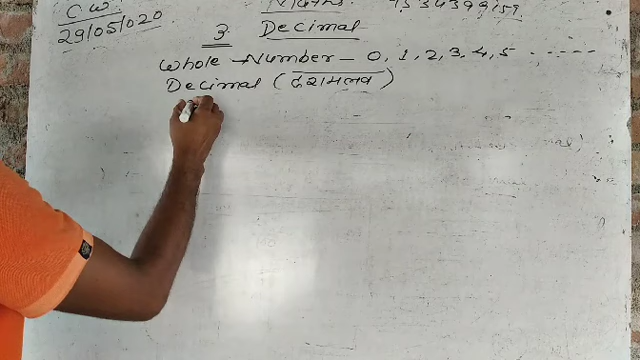 C.W.
Maths.
29/05/020
3 Decimal
Whole Number - 0, 1, 2, 3, 4, 5 ......
Decimal (दशमलव)